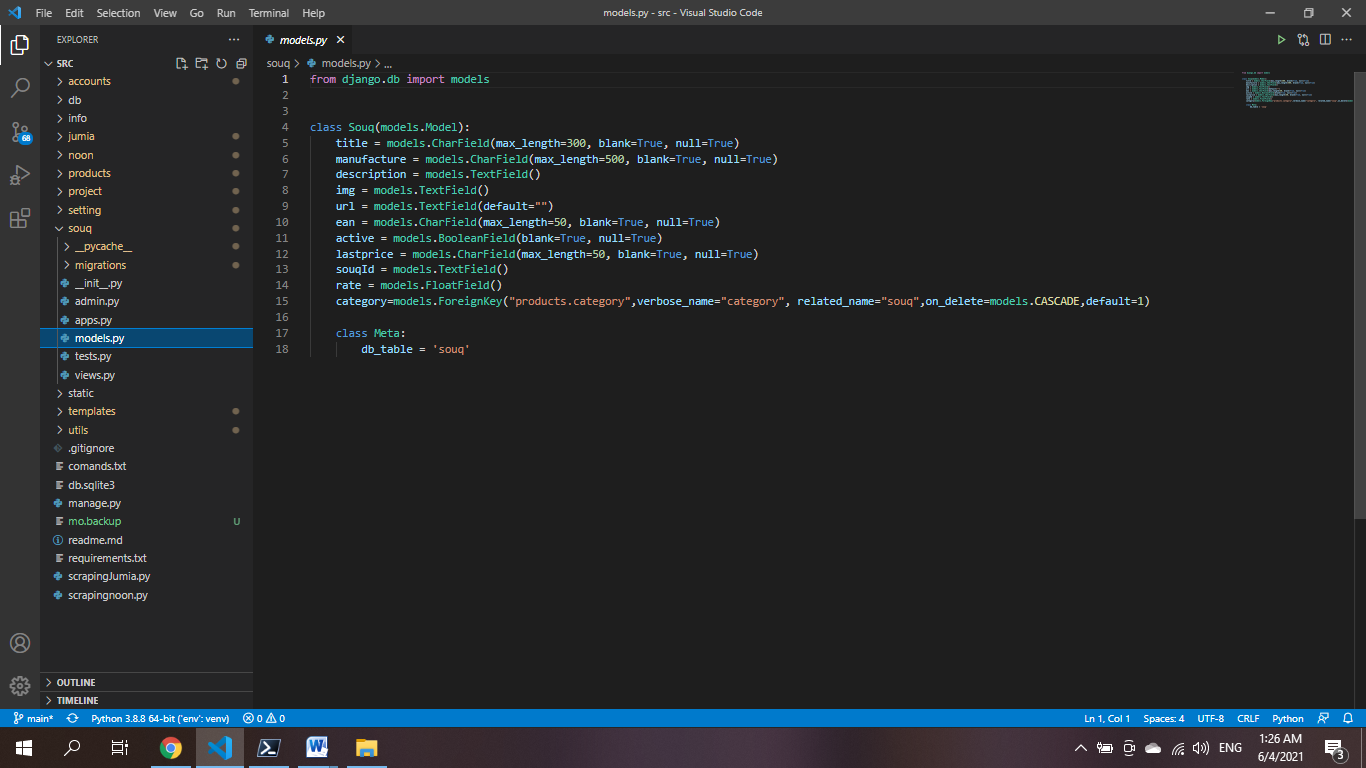 File Edit Selection View Go Run Terminal Help
models.py - src - Visual Studio Code
EXPLORER
SRC
accounts
db
info
jumia
noon
products
project
setting
souq
__pycache__
migrations
__init__.py
admin.py
apps.py
models.py
tests.py
views.py
static
templates
utils
.gitignore
comands.txt
db.sqlite3
manage.py
mo.backup U
readme.md
requirements.txt
scrapingJumia.py
scrapingnoon.py
OUTLINE
TIMELINE
68
models.py
souq > models.py > ...
1 from django.db import models
2
3
4 class Souq(models.Model):
5 title = models.CharField(max_length=300, blank=True, null=True)
6 manufacture = models.CharField(max_length=500, blank=True, null=True)
7 description = models.TextField()
8 img = models.TextField()
9 url = models.TextField(default="")
10 ean = models.CharField(max_length=50, blank=True, null=True)
11 active = models.BooleanField(blank=True, null=True)
12 lastprice = models.CharField(max_length=50, blank=True, null=True)
13 souqId = models.TextField()
14 rate = models.FloatField()
15 category=models.ForeignKey("products.category",verbose_name="category", related_name="souq",on_delete=models.CASCADE,default=1)
16
17 class Meta:
18 db_table = 'souq'
main* Python 3.8.8 64-bit ('env': venv) 0 0
Ln 1, Col 1 Spaces: 4 UTF-8 CRLF Python
ENG
1:26 AM
6/4/2021
3